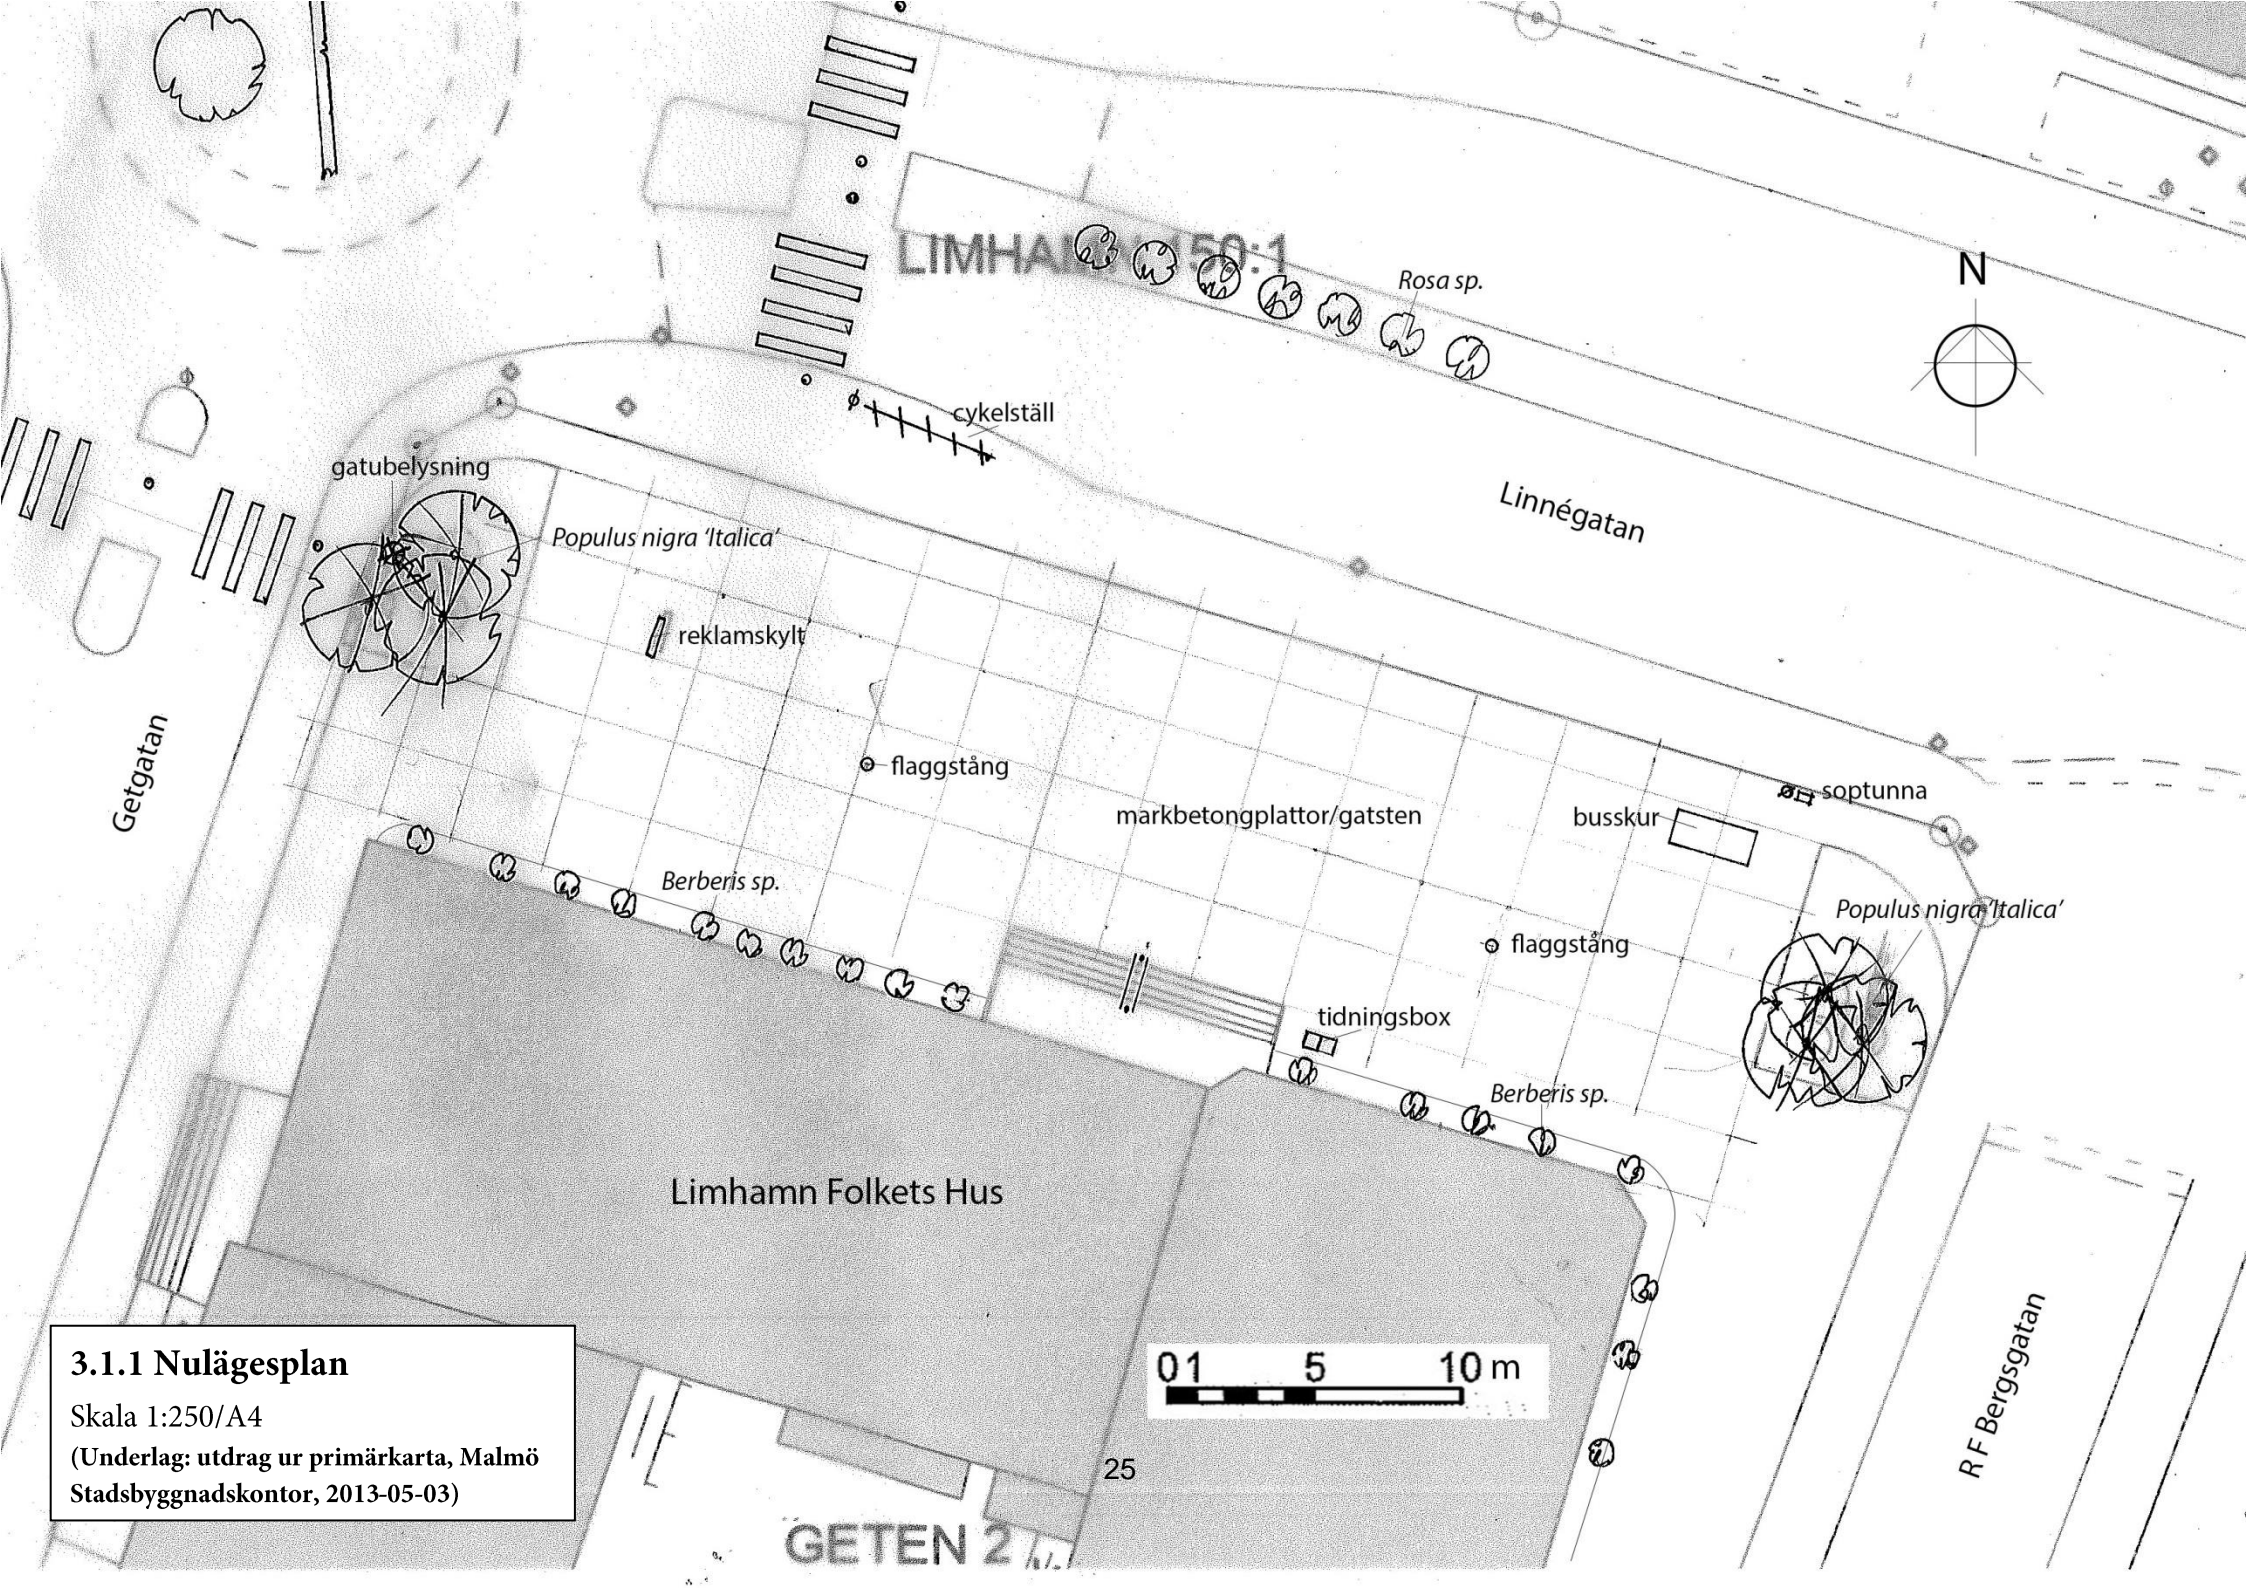 LIMHAMN 150:1
Rosa sp.
N
cykelställ
gatubelysning
Linnégatan
Populus nigra ‘Italica’
reklamskylt
Getgatan
flaggstång
soptunna
markbetongplattor/gatsten
busskur
Berberis sp.
Populus nigra ‘Italica’
flaggstång
tidningsbox
Berberis sp.
Limhamn Folkets Hus
R F Bergsgatan
0 1 5 10 m
3.1.1 Nulägesplan
Skala 1:250/A4
(Underlag: utdrag ur primärkarta, Malmö
Stadsbyggnadskontor, 2013-05-03)
25
GETEN 2